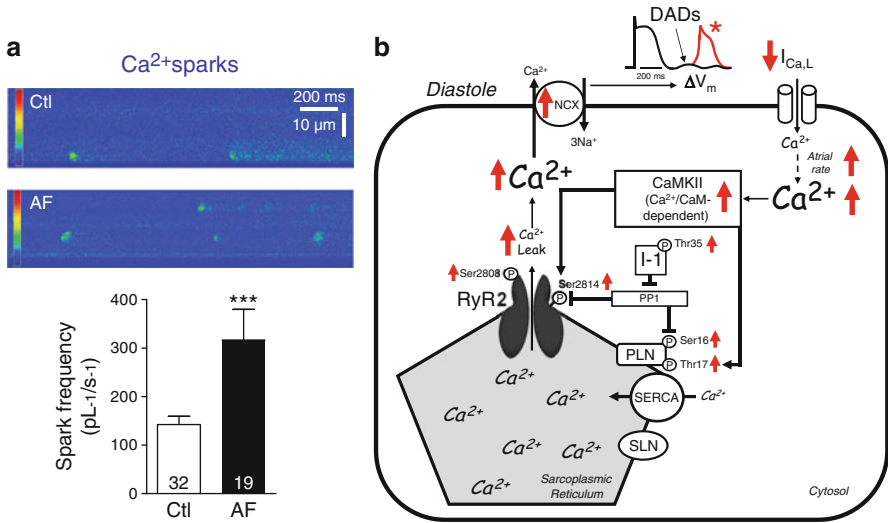 a
Ca2+sparks
Ctl
200 ms
10 µm
AF
Spark frequency
(pL-1/s-1)
400
300
200
100
0
32
19
***
Ctl
AF
b
Diastole
DADs
*
200 ms
ΔVm
ICa,L
Ca2+
NCX
3Na+
Ca2+
Atrial
rate
Ca2+
Ca2+
CaMKII
(Ca2+/CaM-
dependent)
Ca2+
Leak
P
Thr35
I-1
Ser2808
P
Ser2814
P
RyR2
PP1
P
Ser16
PLN
P
Thr17
SERCA
Ca2+
SLN
Ca2+
Ca2+
Ca2+
Ca2+
Ca2+
Ca2+
Ca2+
Sarcoplasmic
Reticulum
Cytosol